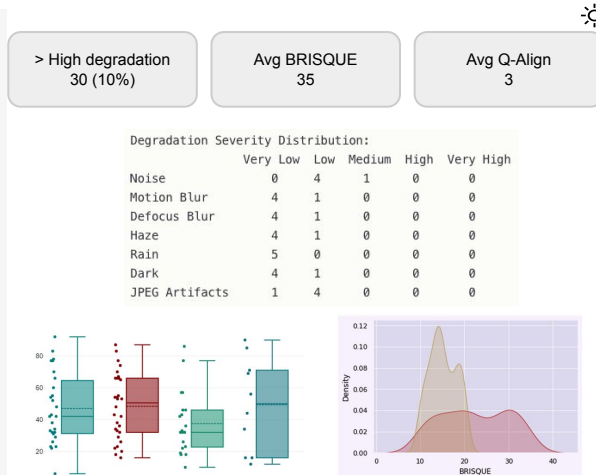 > High degradation
30 (10%)
Avg BRISQUE
35
Avg Q-Align
3
Degradation Severity Distribution:
Very Low Low Medium High Very High
Noise 0 4 1 0 0
Motion Blur 4 1 0 0 0
Defocus Blur 4 1 0 0 0
Haze 4 1 0 0 0
Rain 5 0 0 0 0
Dark 4 1 0 0 0
JPEG Artifacts 1 4 0 0 0
80
60
40
20
0.12
0.10
0.08
0.06
0.04
0.02
0.00
Density
0 10 20 30 40
BRISQUE